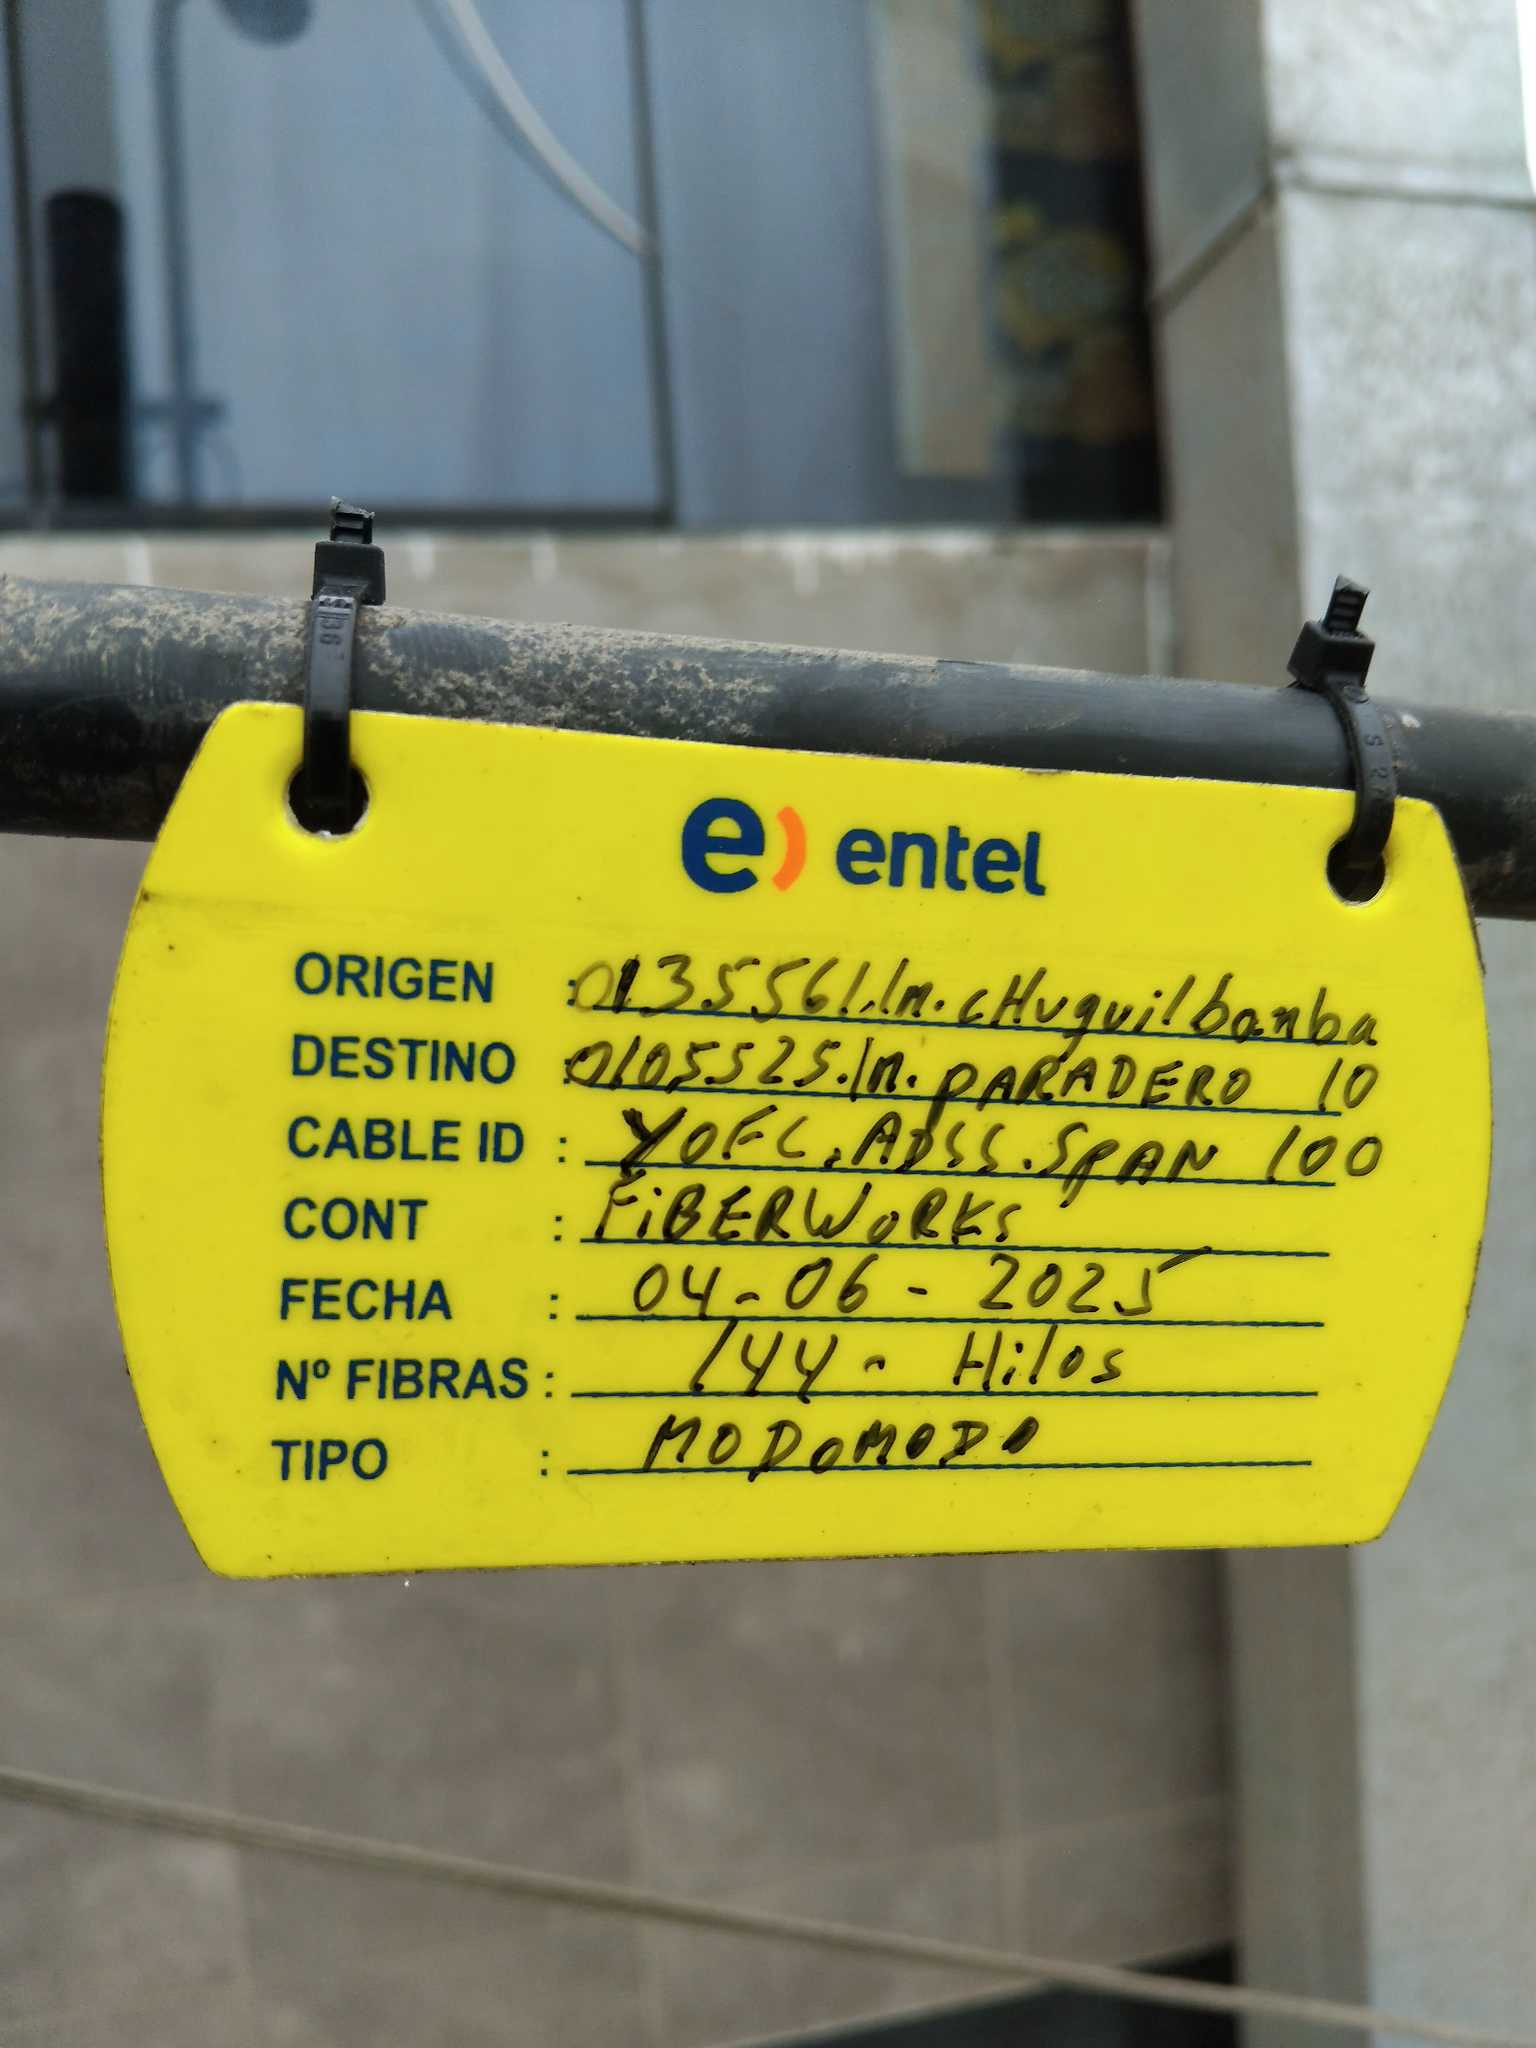 e) entel
ORIGEN : 0135561.lm.cHuguilbamba
DESTINO : 0105525.lm.PARADERO 10
CABLE ID : YOFC.ADSS.SPAN 100
CONT : FiBERWORKS
FECHA : 04-06-2025
Nº FIBRAS : 144 - Hilos
TIPO : MODOMODO